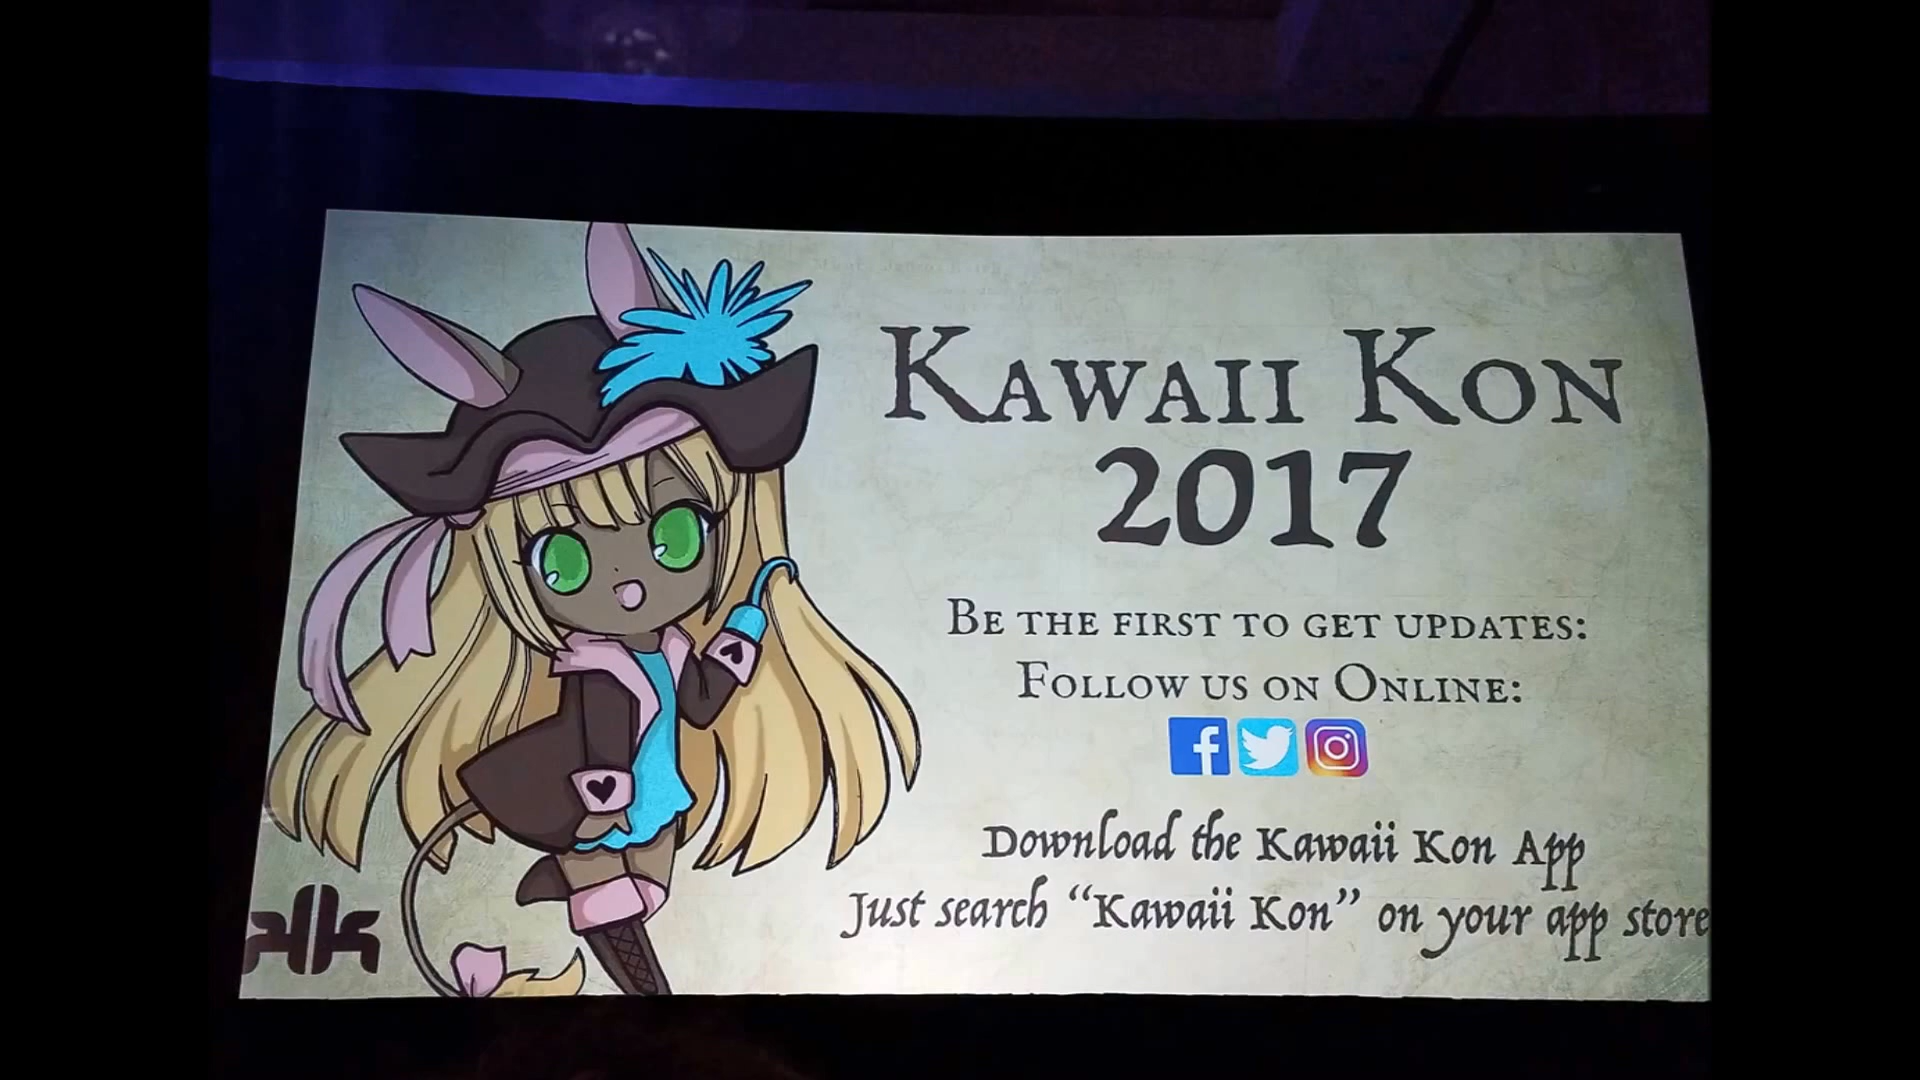 Kawaii Kon
2017
Be the first to get updates:
Follow us on Online:
Download the Kawaii Kon App
Just search “Kawaii Kon” on your app store